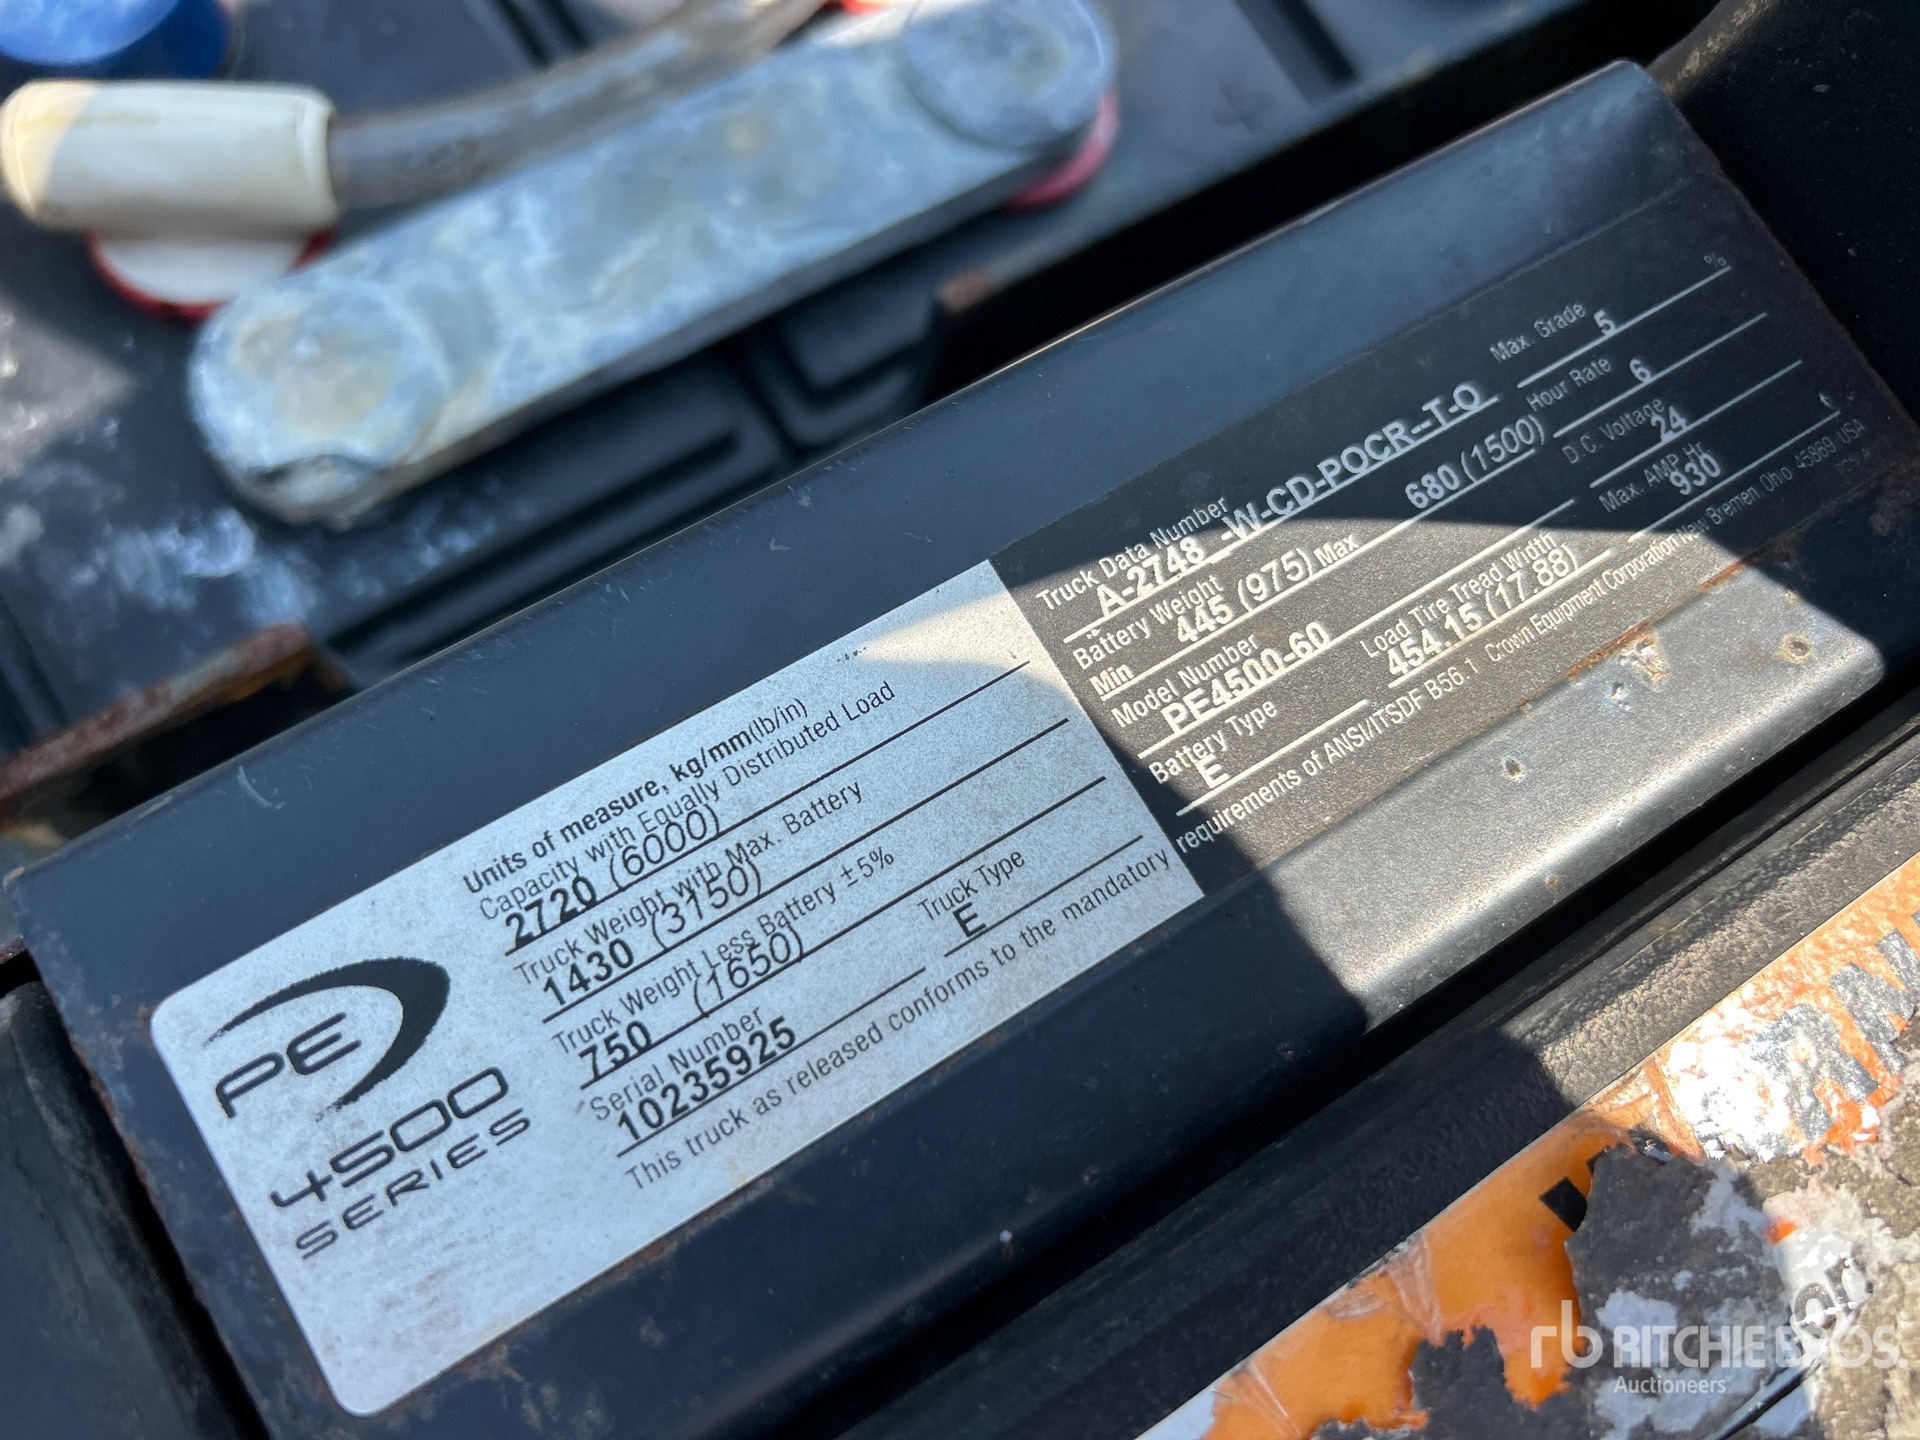 PE
4500
SERIES
Units of measure, kg/mm(lb/in)
Capacity with Equally Distributed Load
2720 (6000)
Truck Weight with Max. Battery
1430 (3150)
Truck Weight Less Battery ±5%
750 (1650)
Serial Number Truck Type
10235925 E
This truck as released conforms to the mandatory requirements of ANSI/ITSDF B56.1 Crown Equipment Corporation New Bremen, Ohio 45869 USA
Truck Data Number Max. Grade
A-2748 -W-CD-PQCR--T-O 5 %
Battery Weight Hour Rate
Min 445 (975) Max 680 (1500) 6
Model Number D.C. Voltage
PE4500-60 24
Battery Type Load Tire Tread Width Max. AMP Hr.
E 454.15 (17.88) 930 6
rb RITCHIE BROS.
Auctioneers